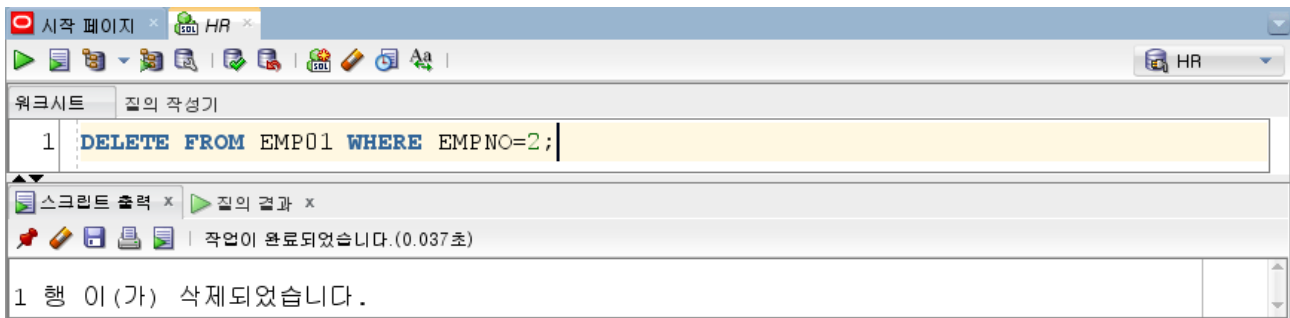 시작 페이지 × HR ×
HR
워크시트 질의 작성기
1 DELETE FROM EMP01 WHERE EMPNO=2;
스크립트 출력 x 질의 결과 x
작업이 완료되었습니다.(0.037초)
1 행 이(가) 삭제되었습니다.